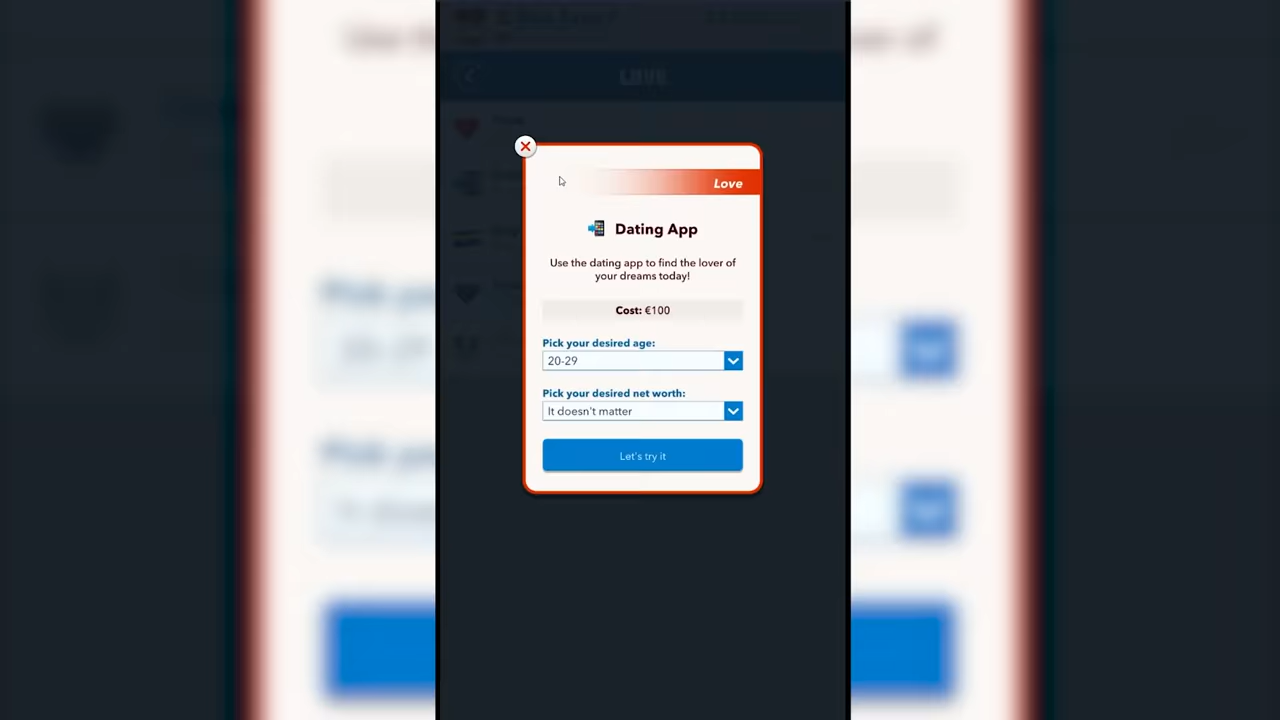 Love
Dating App
Use the dating app to find the lover of
your dreams today!
Cost: €100
Pick your desired age:
20-29
Pick your desired net worth:
It doesn't matter
Let's try it